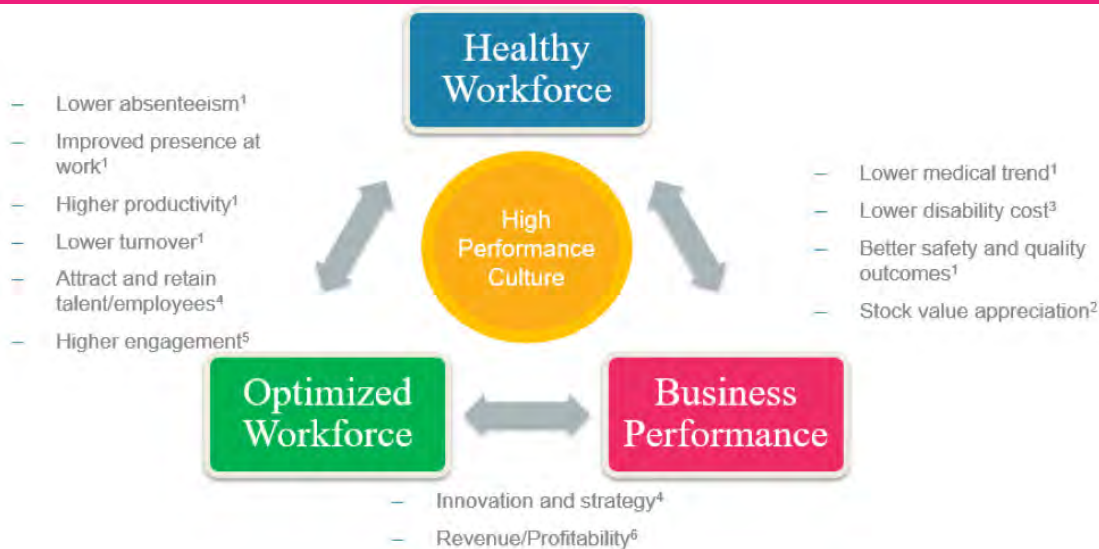 Healthy
Workforce
– Lower absenteeism¹
– Improved presence at
work¹
– Higher productivity¹
– Lower turnover¹
– Attract and retain
talent/employees⁴
– Higher engagement⁵
High
Performance
Culture
– Lower medical trend¹
– Lower disability cost³
– Better safety and quality
outcomes¹
– Stock value appreciation²
Optimized
Workforce
Business
Performance
– Innovation and strategy⁴
– Revenue/Profitability⁶